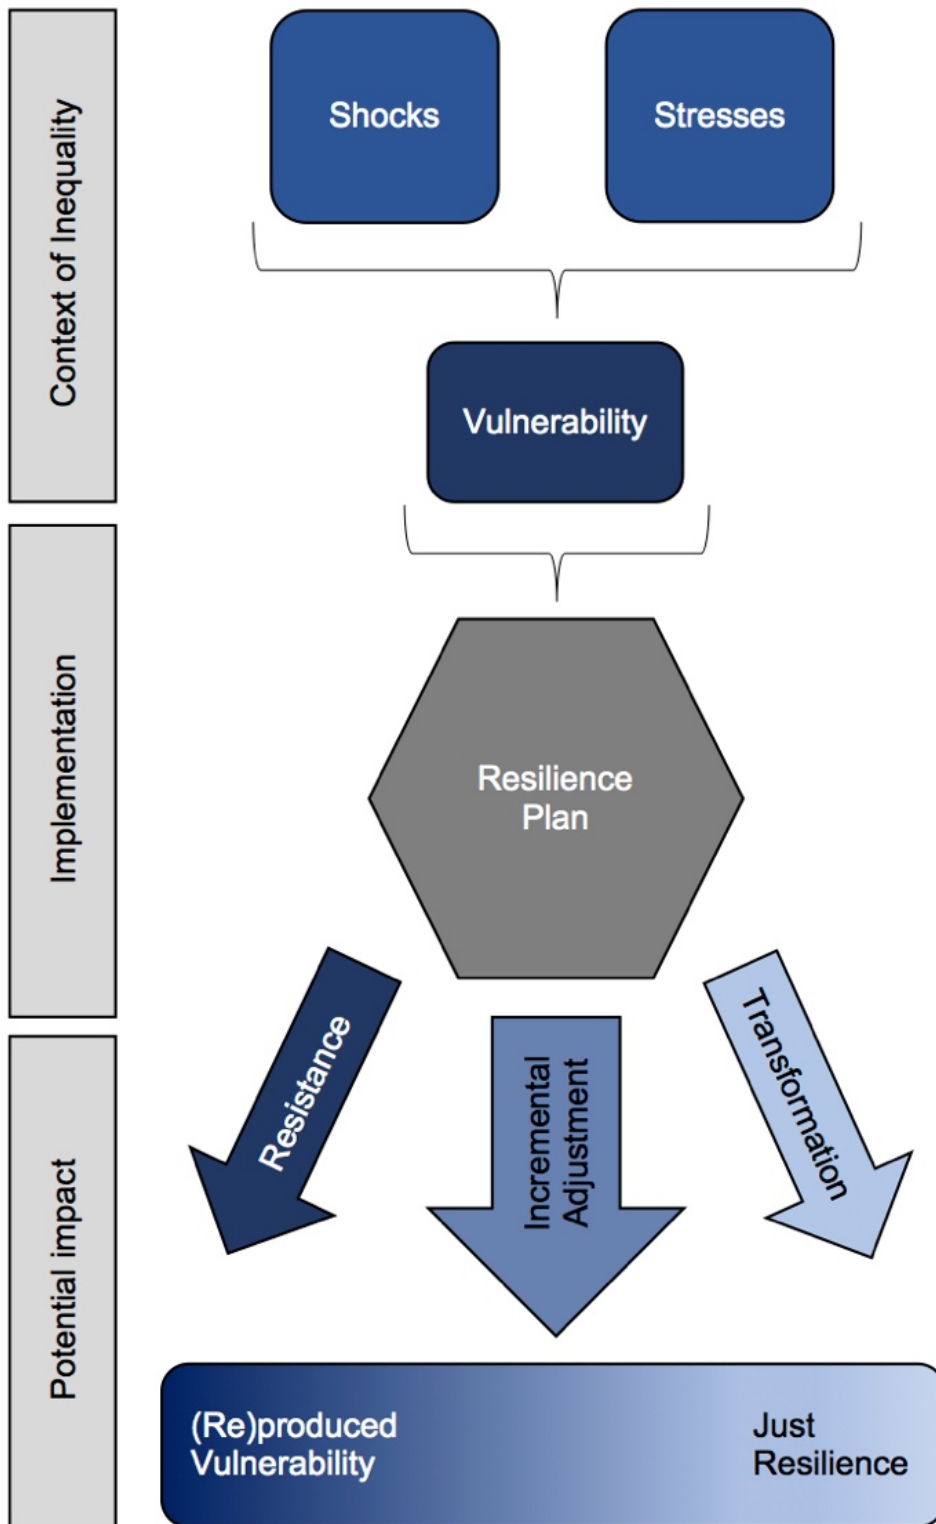 Context of Inequality
Shocks
Stresses
Vulnerability
Implementation
Resilience
Plan
Potential impact
Resistance
Incremental
Adjustment
Transformation
(Re)produced
Vulnerability
Just
Resilience